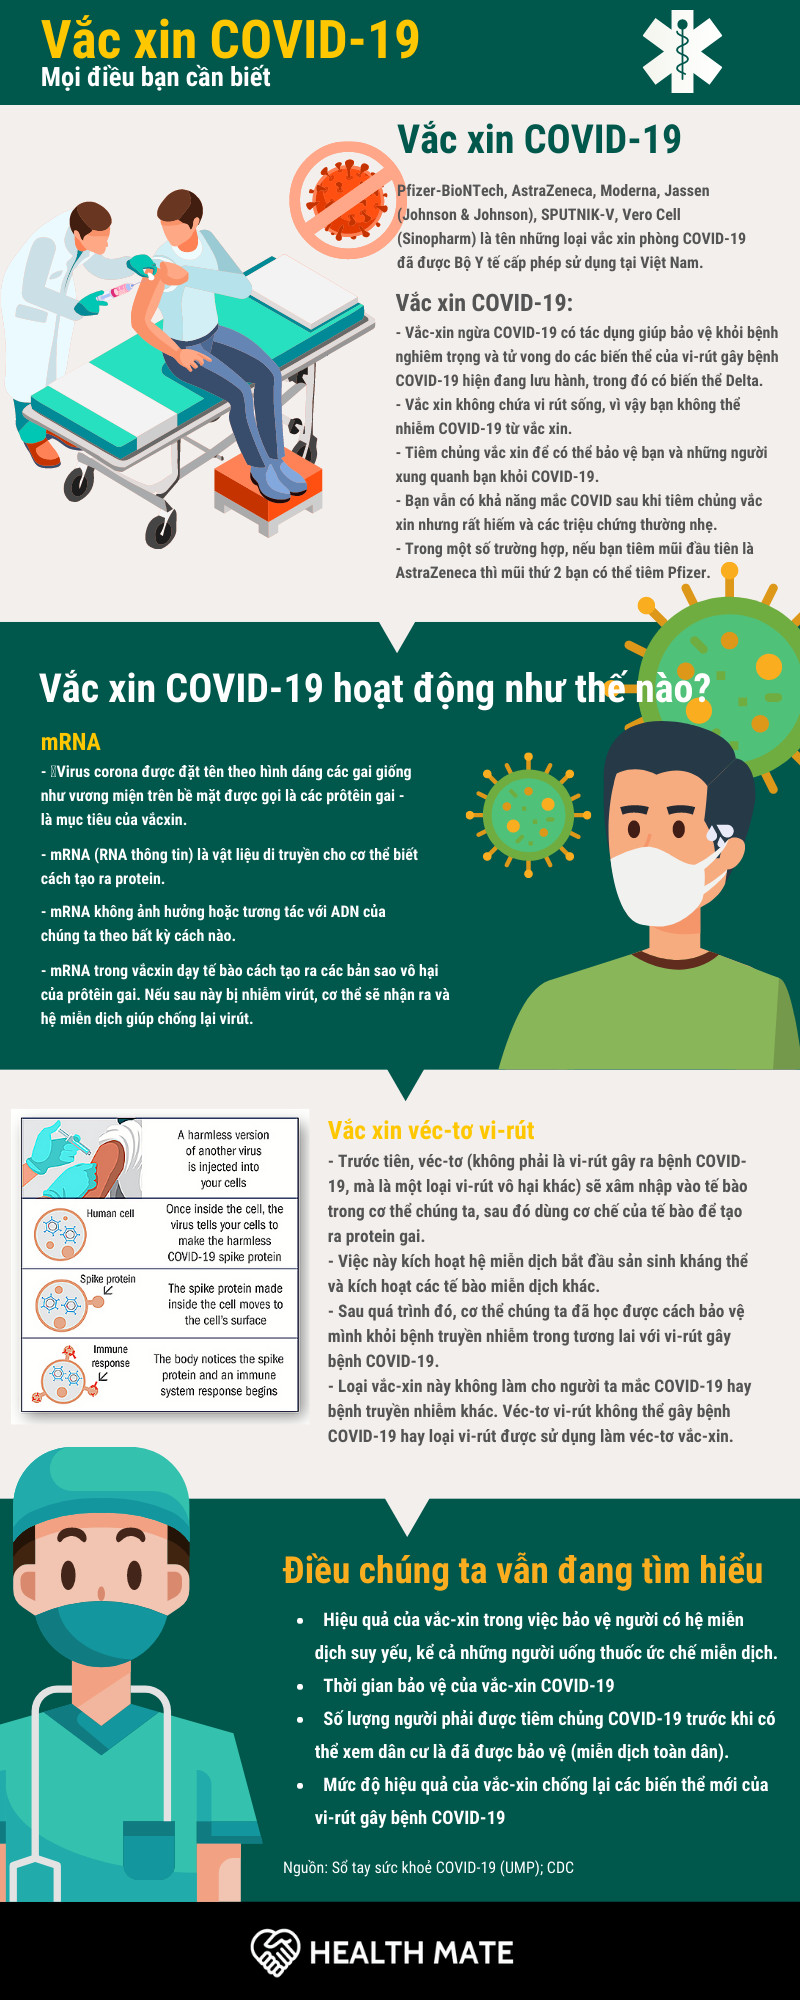 Vắc xin COVID-19
Mọi điều bạn cần biết
Vắc xin COVID-19
Pfizer-BioNTech, AstraZeneca, Moderna, Jassen
(Johnson & Johnson), SPUTNIK-V, Vero Cell
(Sinopharm) là tên những loại vắc xin phòng COVID-19
đã được Bộ Y tế cấp phép sử dụng tại Việt Nam.
Vắc xin COVID-19:
- Vắc-xin ngừa COVID-19 có tác dụng giúp bảo vệ khỏi bệnh
nghiêm trọng và tử vong do các biến thể của vi-rút gây bệnh
COVID-19 hiện đang lưu hành, trong đó có biến thể Delta.
- Vắc xin không chứa vi rút sống, vì vậy bạn không thể
nhiễm COVID-19 từ vắc xin.
- Tiêm chủng vắc xin để có thể bảo vệ bạn và những người
xung quanh bạn khỏi COVID-19.
- Bạn vẫn có khả năng mắc COVID sau khi tiêm chủng vắc
xin nhưng rất hiếm và các triệu chứng thường nhẹ.
- Trong một số trường hợp, nếu bạn tiêm mũi đầu tiên là
AstraZeneca thì mũi thứ 2 bạn có thể tiêm Pfizer.
Vắc xin COVID-19 hoạt động như thế nào?
mRNA
- Virus corona được đặt tên theo hình dáng các gai giống
như vương miện trên bề mặt được gọi là các prôtêin gai -
là mục tiêu của vắcxin.
- mRNA (RNA thông tin) là vật liệu di truyền cho cơ thể biết
cách tạo ra protein.
- mRNA không ảnh hưởng hoặc tương tác với ADN của
chúng ta theo bất kỳ cách nào.
- mRNA trong vắcxin dạy tế bào cách tạo ra các bản sao vô hại
của prôtêin gai. Nếu sau này bị nhiễm virút, cơ thể sẽ nhận ra và
hệ miễn dịch giúp chống lại virút.
A harmless version
of another virus
is injected into
your cells
Human cell
Once inside the cell, the
virus tells your cells to
make the harmless
COVID-19 spike protein
Spike protein
The spike protein made
inside the cell moves to
the cell's surface
Immune
response
The body notices the spike
protein and an immune
system response begins
Vắc xin véc-tơ vi-rút
- Trước tiên, véc-tơ (không phải là vi-rút gây ra bệnh COVID-
19, mà là một loại vi-rút vô hại khác) sẽ xâm nhập vào tế bào
trong cơ thể chúng ta, sau đó dùng cơ chế của tế bào để tạo
ra protein gai.
- Việc này kích hoạt hệ miễn dịch bắt đầu sản sinh kháng thể
và kích hoạt các tế bào miễn dịch khác.
- Sau quá trình đó, cơ thể chúng ta đã học được cách bảo vệ
mình khỏi bệnh truyền nhiễm trong tương lai với vi-rút gây
bệnh COVID-19.
- Loại vắc-xin này không làm cho người ta mắc COVID-19 hay
bệnh truyền nhiễm khác. Véc-tơ vi-rút không thể gây bệnh
COVID-19 hay loại vi-rút được sử dụng làm véc-tơ vắc-xin.
Điều chúng ta vẫn đang tìm hiểu
• Hiệu quả của vắc-xin trong việc bảo vệ người có hệ miễn
dịch suy yếu, kể cả những người uống thuốc ức chế miễn dịch.
• Thời gian bảo vệ của vắc-xin COVID-19
• Số lượng người phải được tiêm chủng COVID-19 trước khi có
thể xem dân cư là đã được bảo vệ (miễn dịch toàn dân).
• Mức độ hiệu quả của vắc-xin chống lại các biến thể mới của
vi-rút gây bệnh COVID-19
Nguồn: Sổ tay sức khoẻ COVID-19 (UMP); CDC
HEALTH MATE